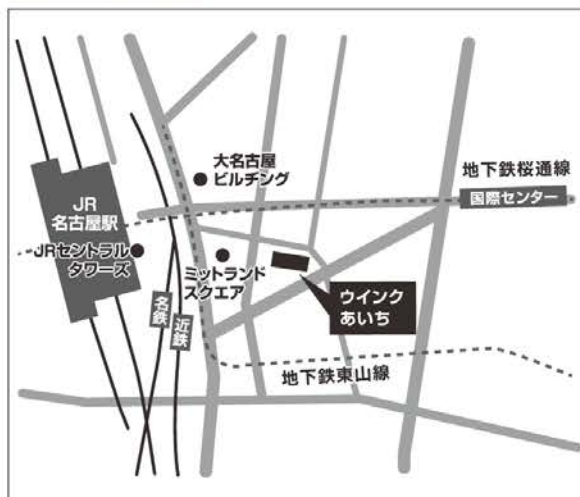 大名古屋
ビルヂング
地下鉄桜通線
国際センター
JR
名古屋駅
JRセントラル
タワーズ
ミットランド
スクエア
ウインク
あいち
名鉄
近鉄
地下鉄東山線